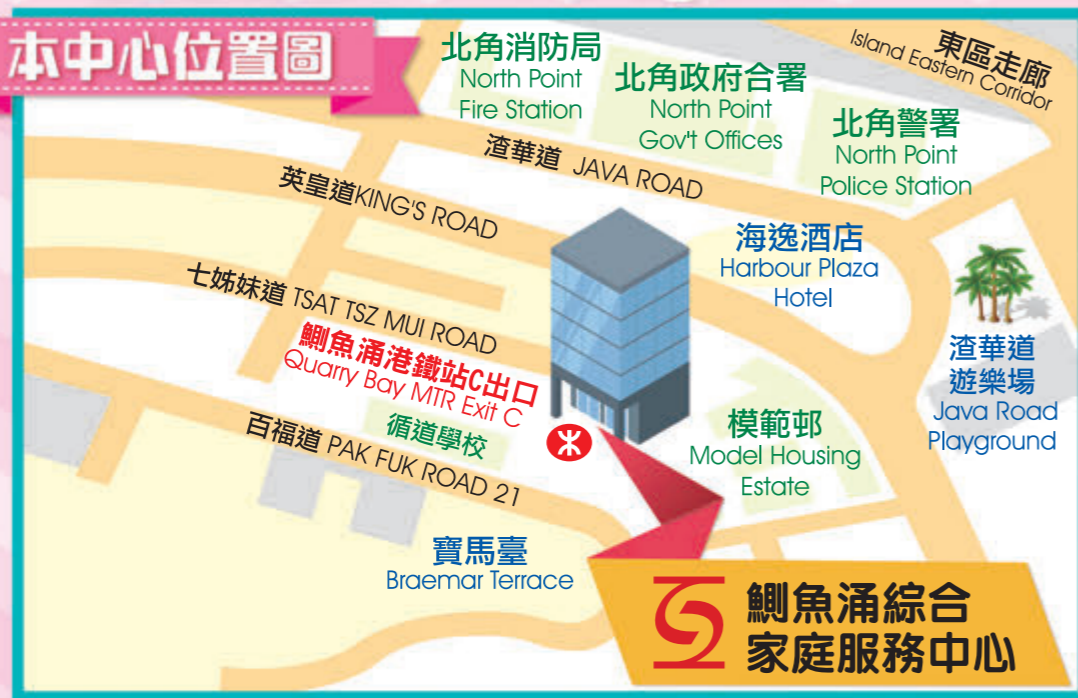 本中心位置圖
北角消防局
North Point
Fire Station
北角政府合署
North Point
Gov't Offices
東區走廊
Island Eastern Corridor
北角警署
North Point
Police Station
渣華道 JAVA ROAD
英皇道KING'S ROAD
海逸酒店
Harbour Plaza
Hotel
七姊妹道 TSAT TSZ MUI ROAD
鰂魚涌港鐵站C出口
Quarry Bay MTR Exit C
渣華道
遊樂場
Java Road
Playground
循道學校
百福道 PAK FUK ROAD 21
模範邨
Model Housing
Estate
寶馬臺
Braemar Terrace
鰂魚涌綜合
家庭服務中心